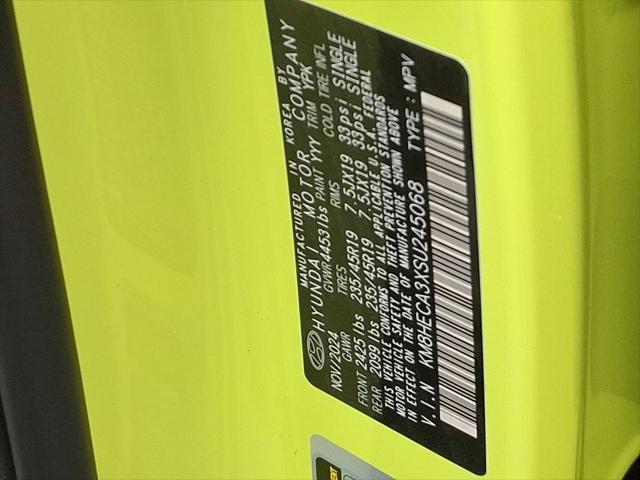 MANUFACTURED IN KOREA BY
HYUNDAI MOTOR COMPANY
NOV/2024 GVWR 4453 lbs PAINT YYY TRIM YPK
GAWR TIRES RIMS COLD TIRE INFL
FRONT 2425 lbs 235/45R19 7.5JX19 33psi SINGLE
REAR 2099 lbs 235/45R19 7.5JX19 33psi SINGLE
THIS VEHICLE CONFORMS TO ALL APPLICABLE U.S.A. FEDERAL
MOTOR VEHICLE SAFETY AND THEFT PREVENTION STANDARDS
IN EFFECT ON THE DATE OF MANUFACTURE SHOWN ABOVE
V.I.N KM8HECA3XSU245068 TYPE : MPV